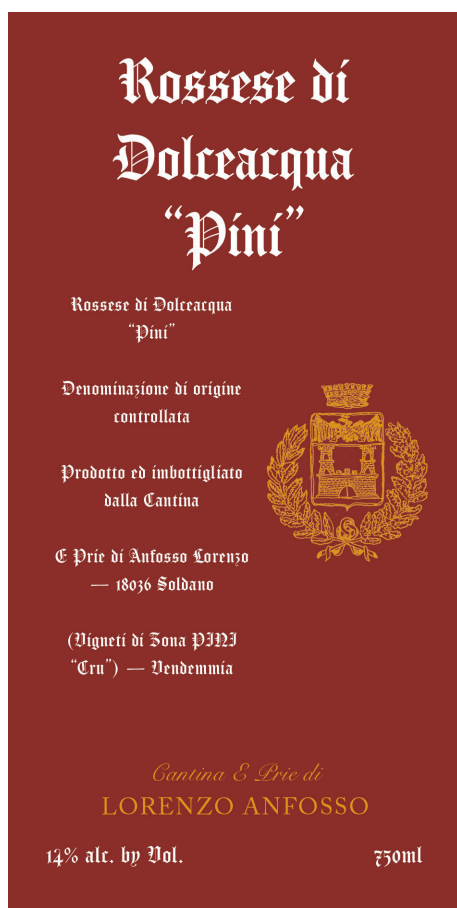 Rossese di
Dolceacqua
“Pini”
Rossese di Dolceacqua
“Pini”
Denominazione di origine
controllata
Prodotto ed imbottigliato
dalla Cantina
E Prie di Anfosso Lorenzo
— 18036 Soldano
(Vigneti di Zona PINI
“Cru”) — Vendemmia
Cantina E Prie di
LORENZO ANFOSSO
14% alc. by Vol.
750ml